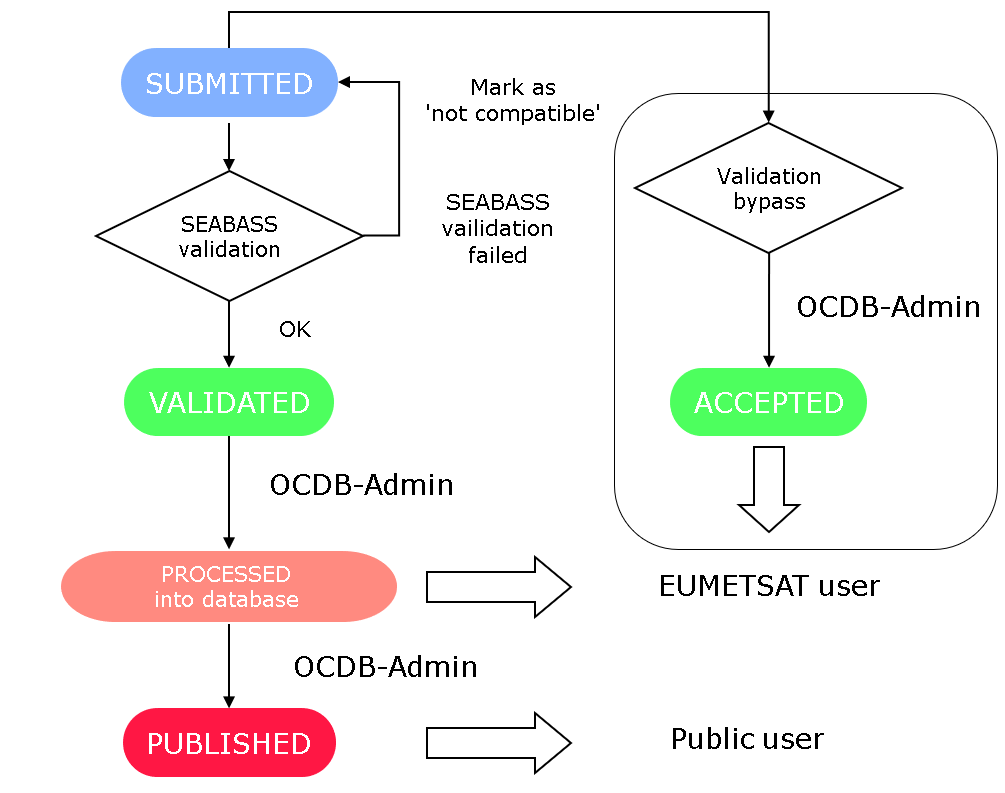 SUBMITTED
Mark as
'not compatible'
Validation
bypass
SEABASS
validation
SEABASS
vailidation
failed
OCDB-Admin
OK
VALIDATED
ACCEPTED
OCDB-Admin
PROCESSED
into database
EUMETSAT user
OCDB-Admin
PUBLISHED
Public user